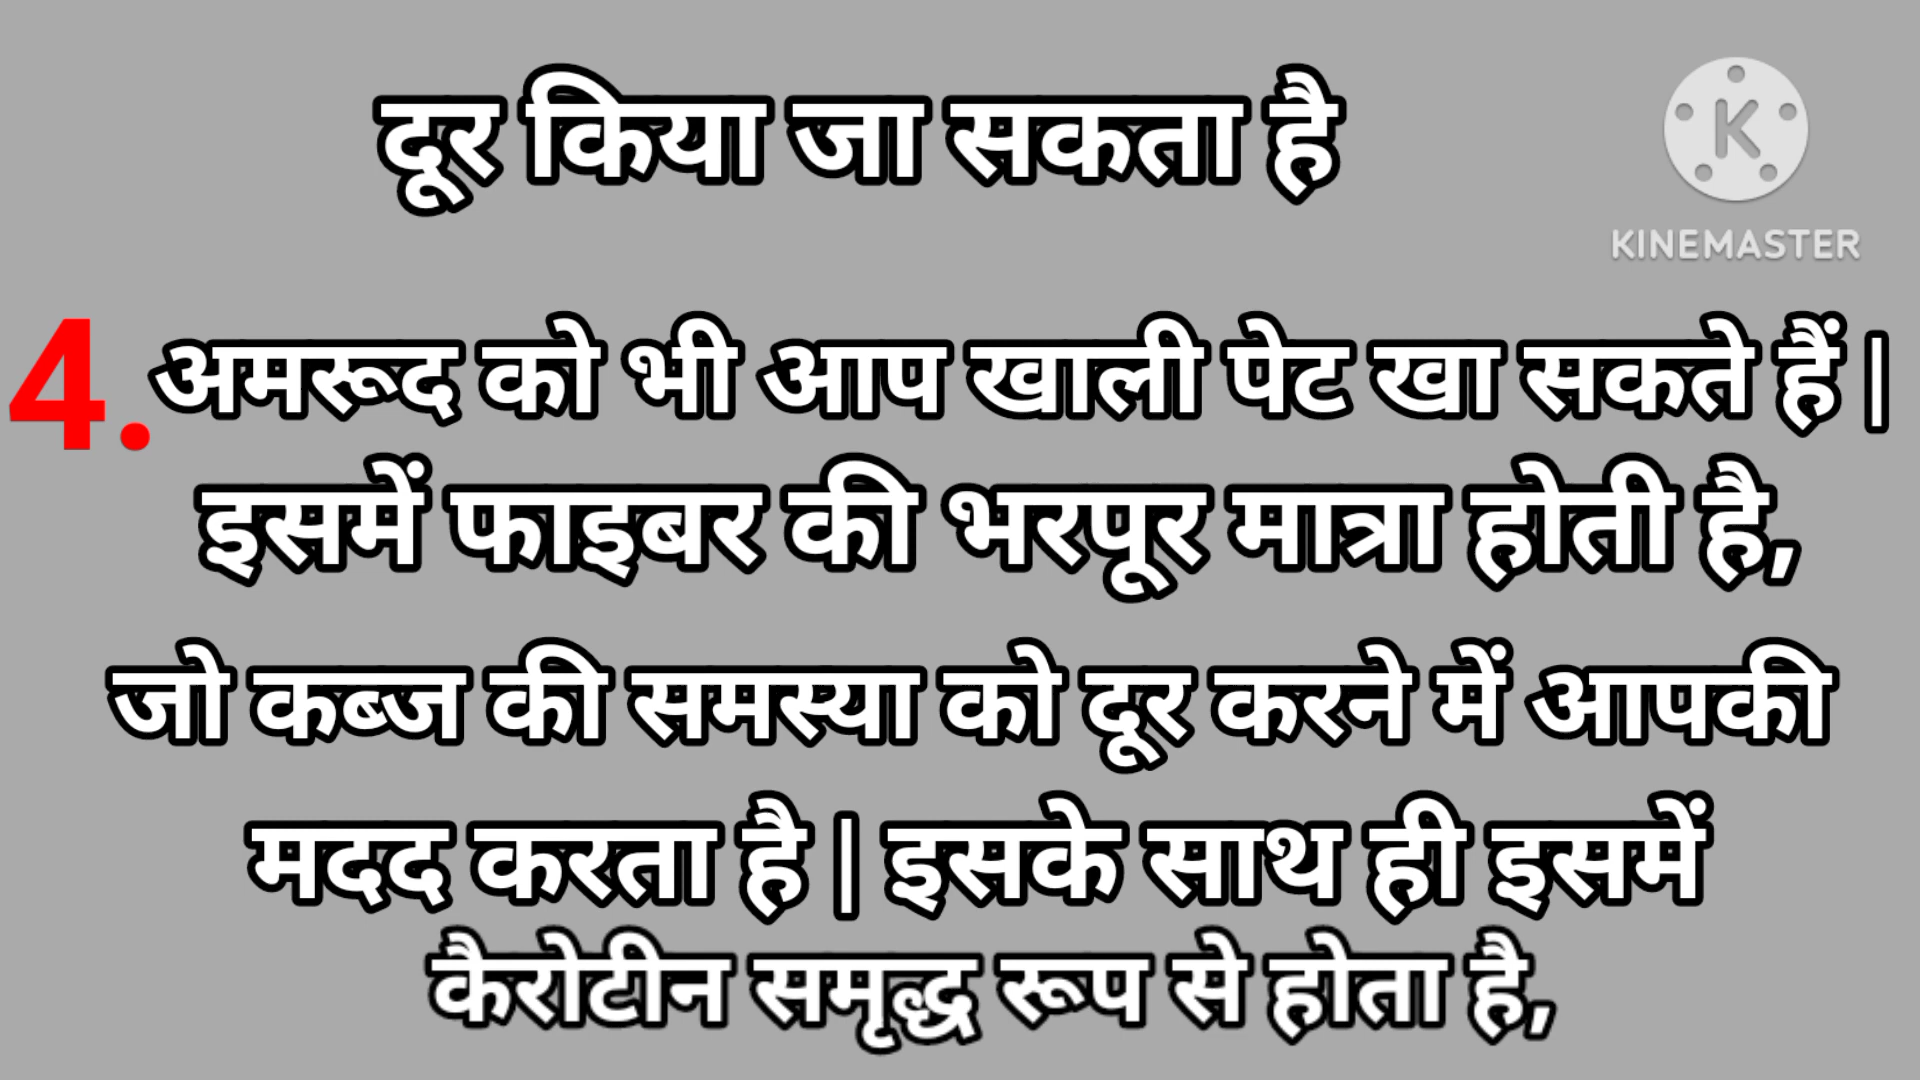 दूर किया जा सकता है
KINEMASTER
4. अमरूद को भी आप खाली पेट खा सकते हैं |
इसमें फाइबर की भरपूर मात्रा होती है,
जो कब्ज की समस्या को दूर करने में आपकी
मदद करता है | इसके साथ ही इसमें
कैरोटीन समृद्ध रूप से होता है,